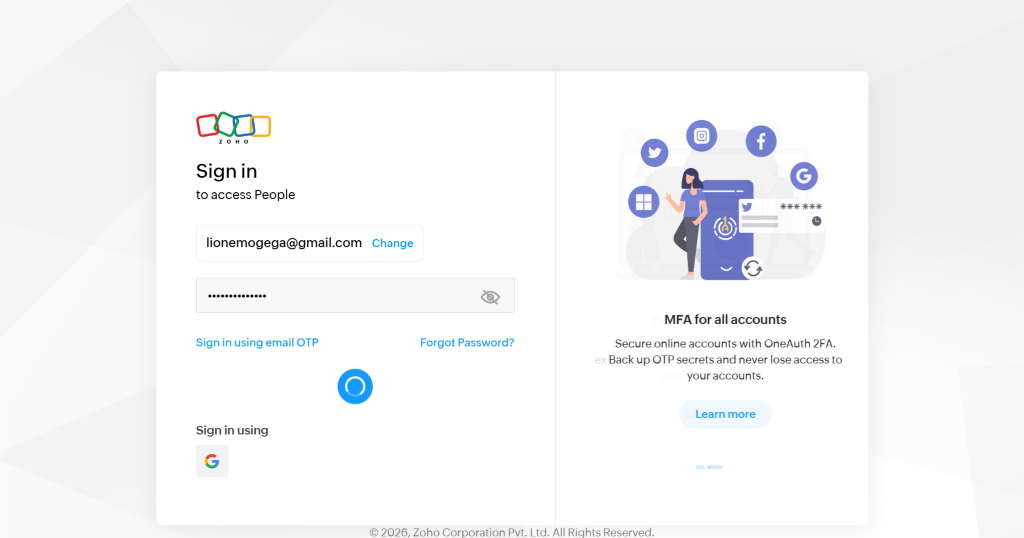 ZOHO
Sign in
to access People
lionemogega@gmail.com Change
••••••••••••••
Sign in using email OTP Forgot Password?
Sign in using
*** ***
MFA for all accounts
Secure online accounts with OneAuth 2FA.
Back up OTP secrets and never lose access to
your accounts.
Learn more
© 2026, Zoho Corporation Pvt. Ltd. All Rights Reserved.